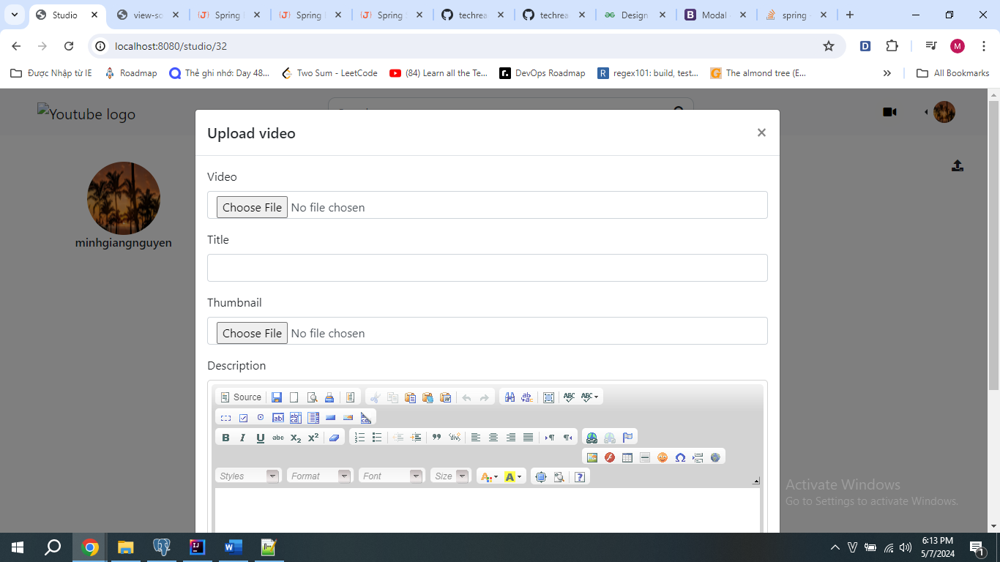 Studio
view-so
Spring
Spring
Spring
techrea
techrea
Design
Modal
spring
localhost:8080/studio/32
D
M
Được Nhập từ IE
Roadmap
Thẻ ghi nhớ: Day 48...
Two Sum - LeetCode
(84) Learn all the Te...
DevOps Roadmap
regex101: build, test...
The almond tree (E...
All Bookmarks
Youtube logo
Upload video
×
minhgiangnguyen
Video
Choose File No file chosen
Title
Thumbnail
Choose File No file chosen
Description
Source
B I U abc X₂ X²
Styles
Format
Font
Size
Activate Windows
Go to Settings to activate Windows.
6:13 PM
5/7/2024
1